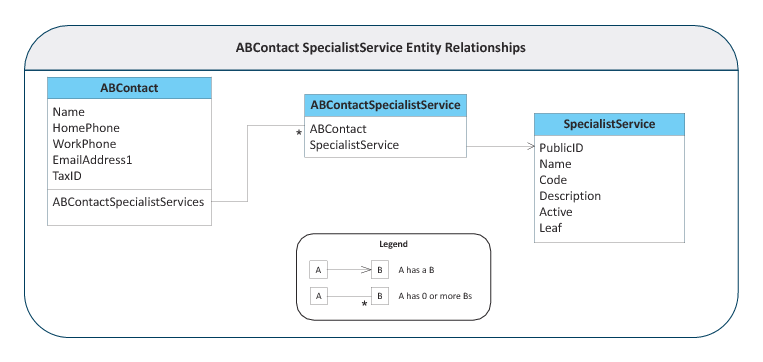 ABContact SpecialistService Entity Relationships
ABContact
Name
HomePhone
WorkPhone
EmailAddress1
TaxID
ABContactSpecialistServices
*
ABContactSpecialistService
ABContact
SpecialistService
SpecialistService
PublicID
Name
Code
Description
Active
Leaf
Legend
A B A has a B
A * B A has 0 or more Bs